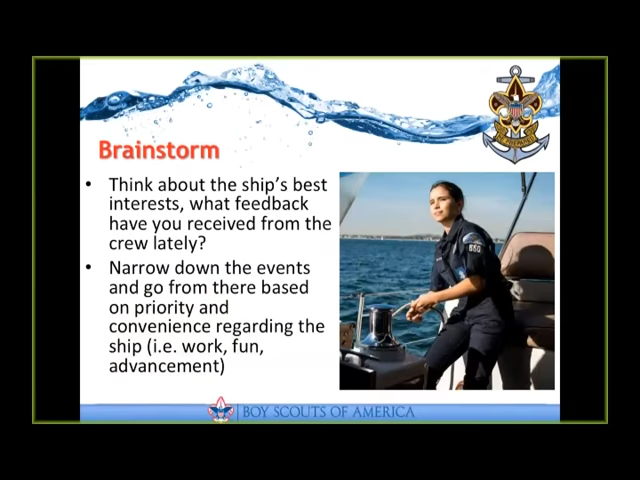 Brainstorm
• Think about the ship's best
interests, what feedback
have you received from the
crew lately?
• Narrow down the events
and go from there based
on priority and
convenience regarding the
ship (i.e. work, fun,
advancement)
BOY SCOUTS OF AMERICA